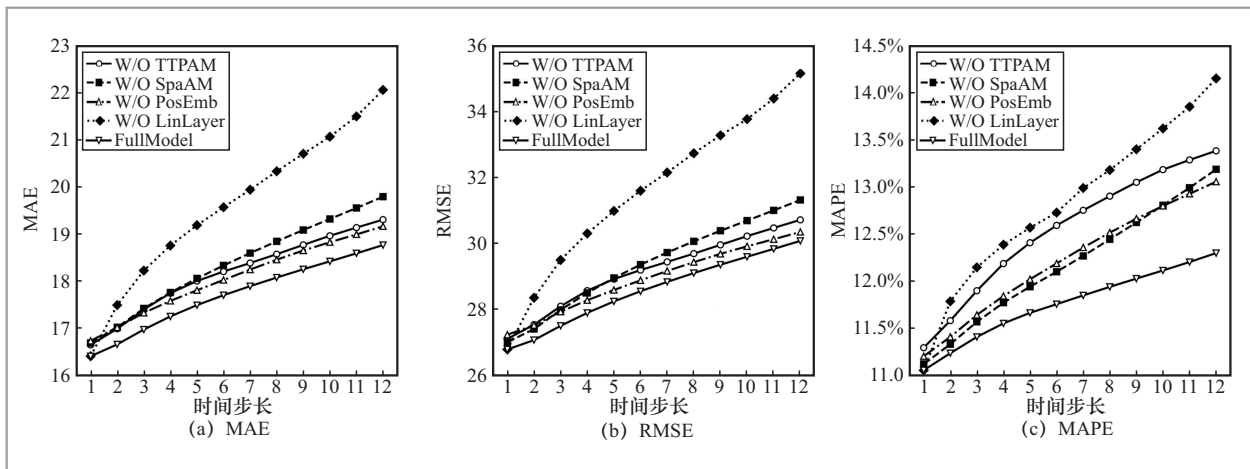 23
22
21
20
19
18
17
16
MAE
W/O TTPAM
W/O SpaAM
W/O PosEmb
W/O LinLayer
FullModel
1 2 3 4 5 6 7 8 9 10 11 12
时间步长
(a) MAE
36
34
32
30
28
26
RMSE
W/O TTPAM
W/O SpaAM
W/O PosEmb
W/O LinLayer
FullModel
1 2 3 4 5 6 7 8 9 10 11 12
时间步长
(b) RMSE
14.5%
14.0%
13.5%
13.0%
12.5%
12.0%
11.5%
11.0
MAPE
W/O TTPAM
W/O SpaAM
W/O PosEmb
W/O LinLayer
FullModel
1 2 3 4 5 6 7 8 9 10 11 12
时间步长
(c) MAPE